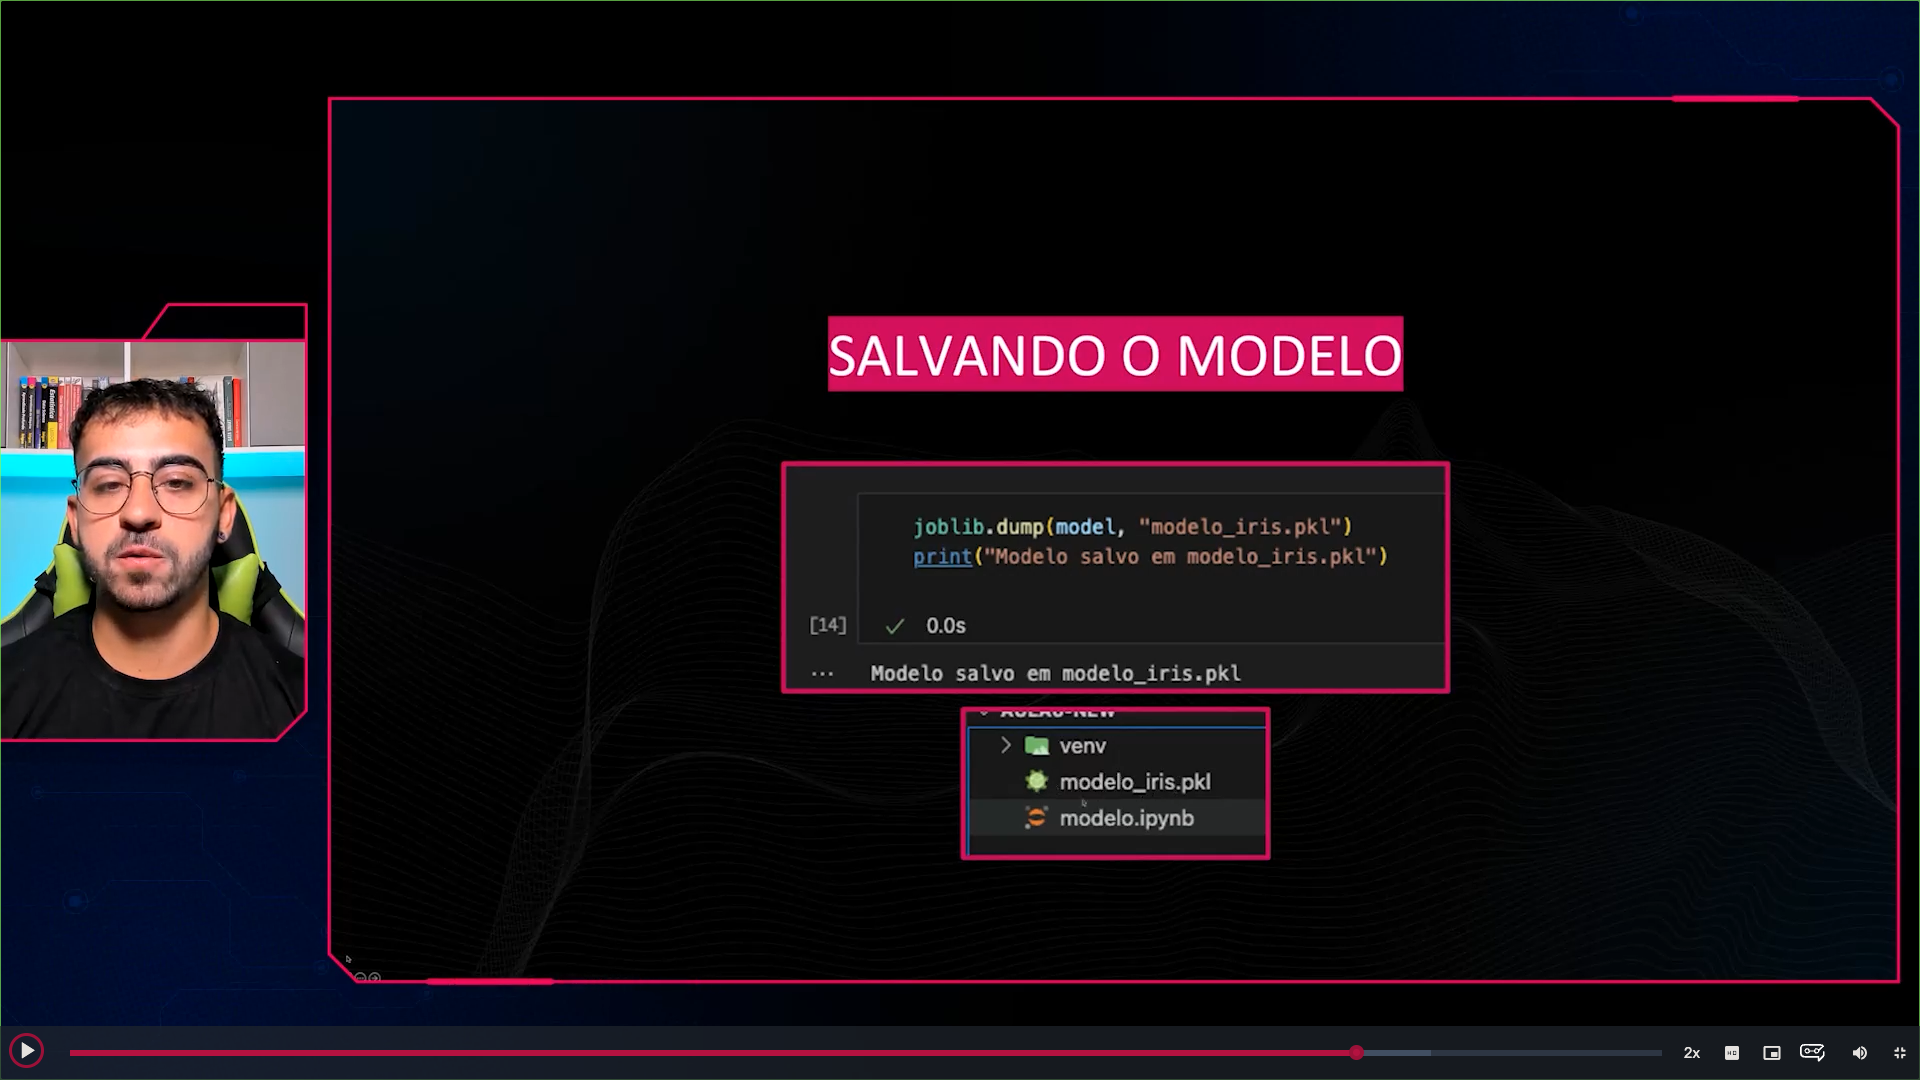 SALVANDO O MODELO
joblib.dump(model, "modelo_iris.pkl")
print("Modelo salvo em modelo_iris.pkl")
[14]
0.0s
...
Modelo salvo em modelo_iris.pkl
venv
modelo_iris.pkl
modelo.ipynb
2x
HD